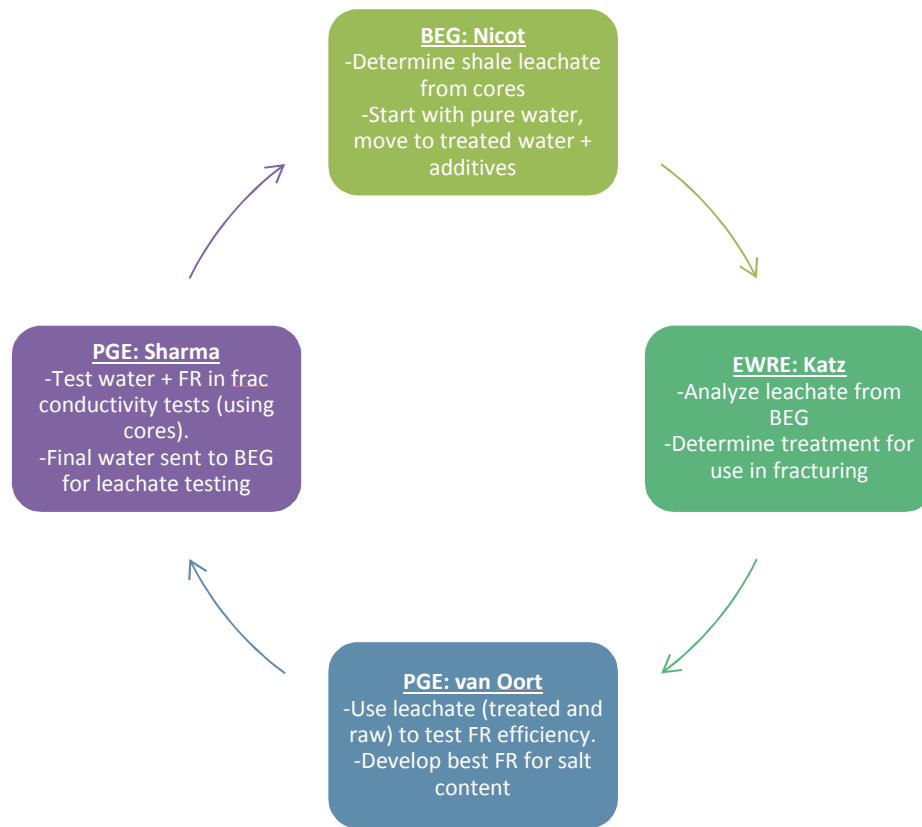 BEG: Nicot
-Determine shale leachate
from cores
-Start with pure water,
move to treated water +
additives
EWRE: Katz
-Analyze leachate from
BEG
-Determine treatment for
use in fracturing
PGE: van Oort
-Use leachate (treated and
raw) to test FR efficiency.
-Develop best FR for salt
content
PGE: Sharma
-Test water + FR in frac
conductivity tests (using
cores).
-Final water sent to BEG
for leachate testing